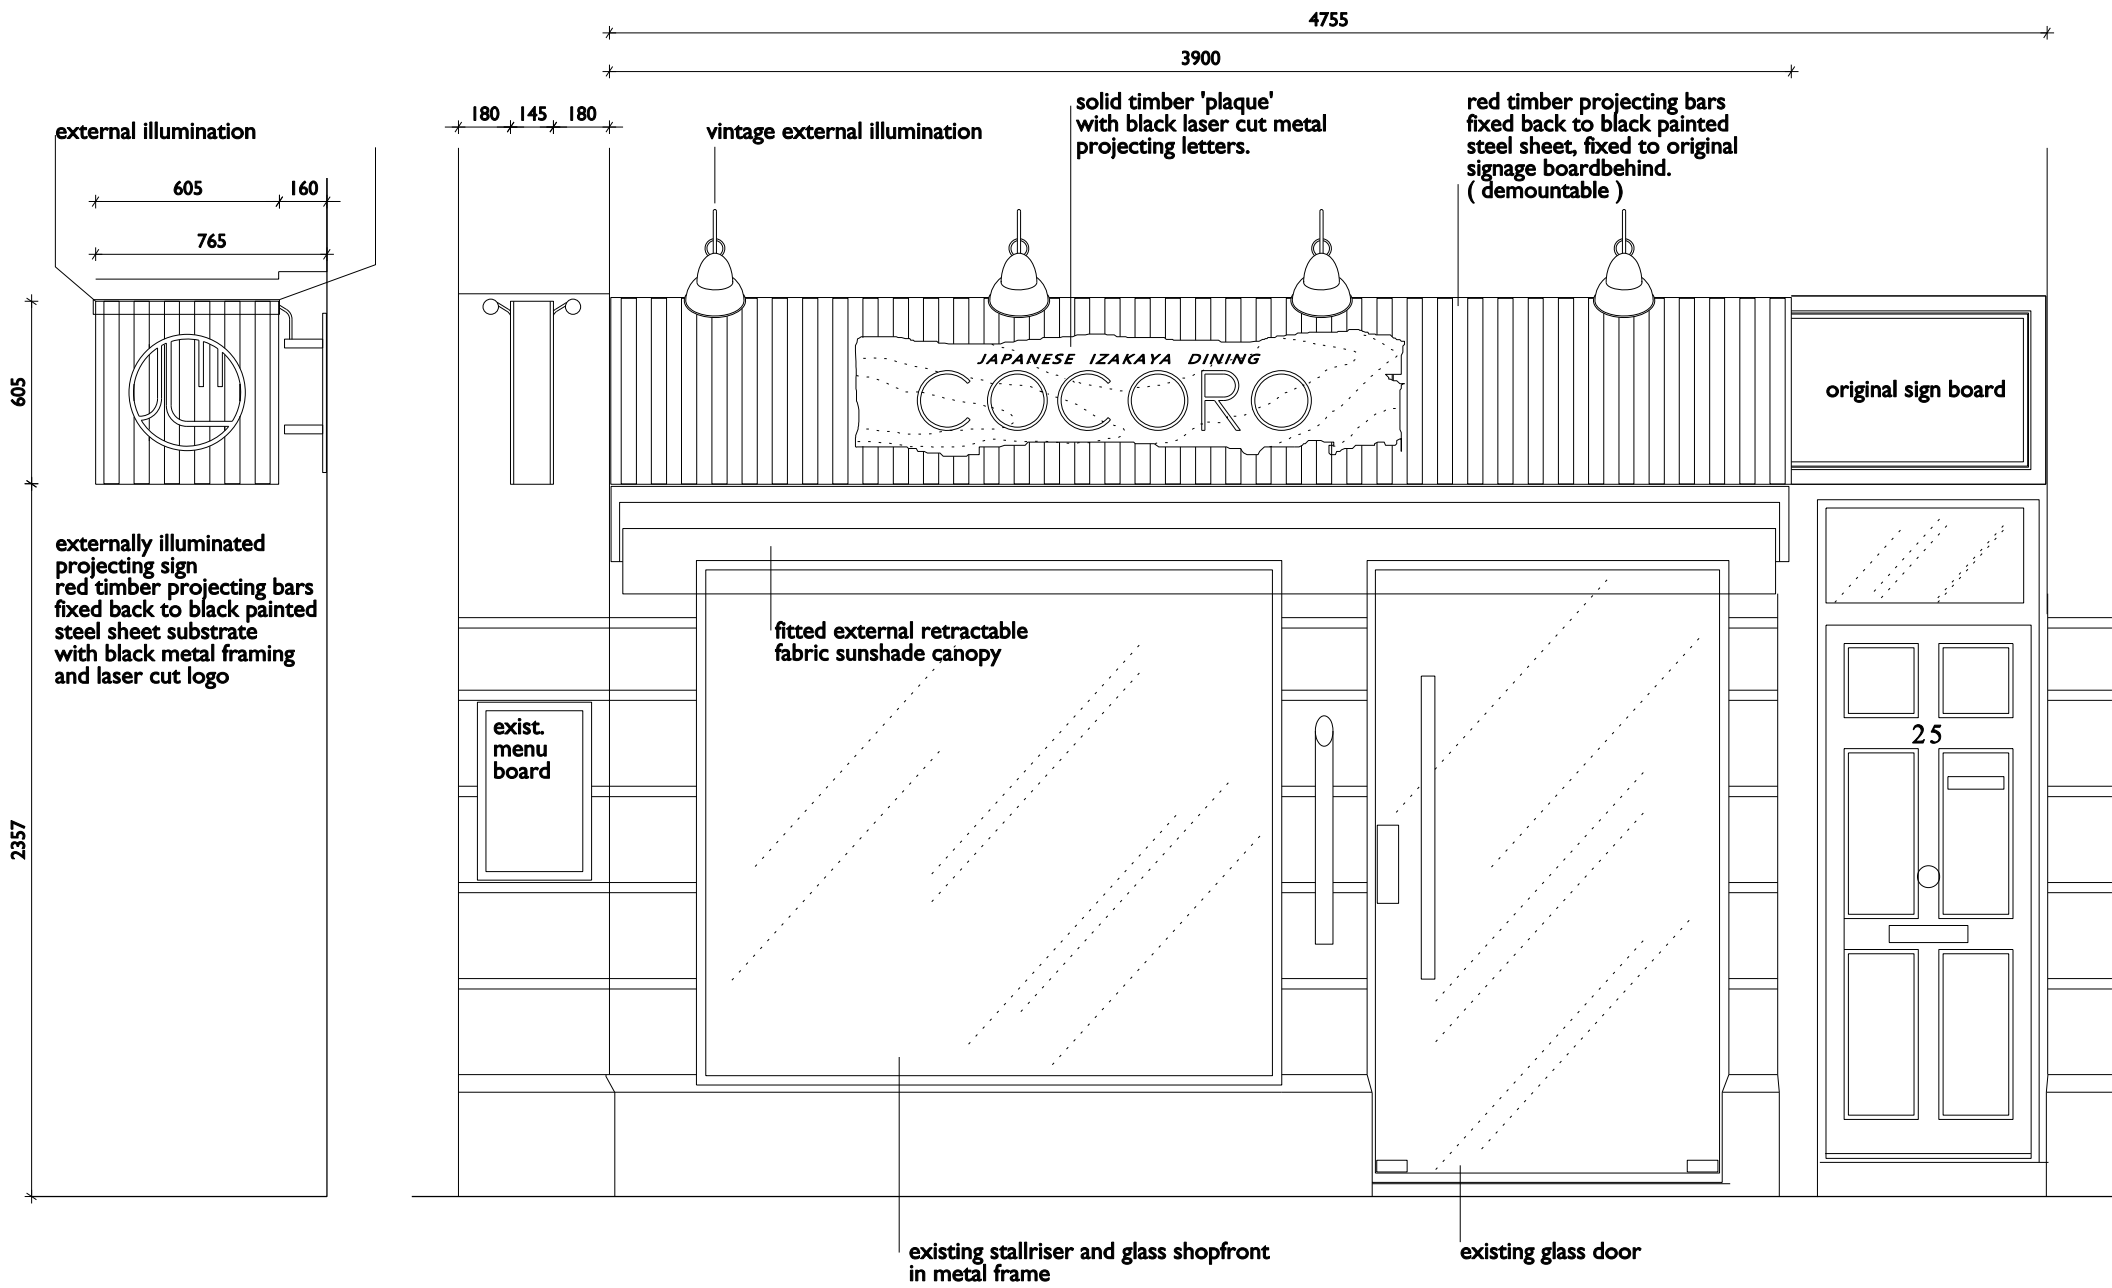 4755
3900
180 145 180
external illumination
605 160
765
605
2357
vintage external illumination
solid timber 'plaque'
with black laser cut metal
projecting letters.
red timber projecting bars
fixed back to black painted
steel sheet, fixed to original
signage boardbehind.
( demountable )
JAPANESE IZAKAYA DINING
COCORO
original sign board
externally illuminated
projecting sign
red timber projecting bars
fixed back to black painted
steel sheet substrate
with black metal framing
and laser cut logo
fitted external retractable
fabric sunshade canopy
exist.
menu
board
25
existing stallriser and glass shopfront
in metal frame
existing glass door